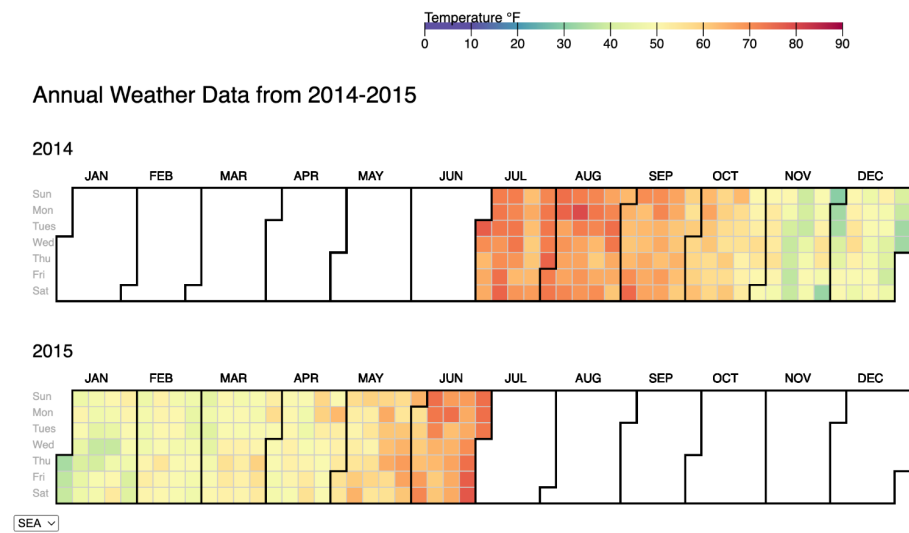 Temperature °F
0 10 20 30 40 50 60 70 80 90
Annual Weather Data from 2014-2015
2014
JAN FEB MAR APR MAY JUN JUL AUG SEP OCT NOV DEC
Sun
Mon
Tues
Wed
Thu
Fri
Sat
2015
JAN FEB MAR APR MAY JUN JUL AUG SEP OCT NOV DEC
Sun
Mon
Tues
Wed
Thu
Fri
Sat
SEA